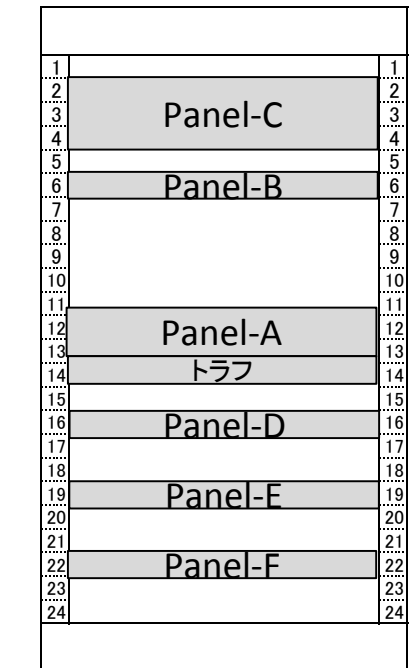 1 1
2 2
3 Panel-C 3
4 4
5 5
6 Panel-B 6
7 7
8 8
9 9
10 10
11 11
12 Panel-A 12
13 13
14 トラフ 14
15 15
16 Panel-D 16
17 17
18 18
19 Panel-E 19
20 20
21 21
22 Panel-F 22
23 23
24 24